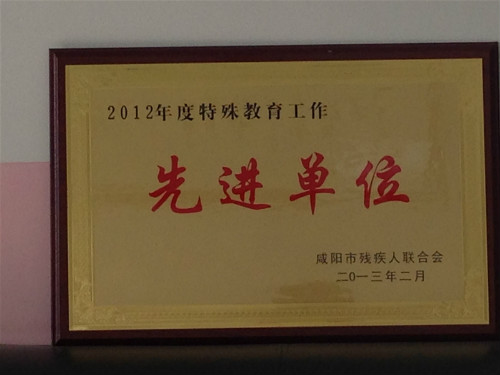 2012年度特殊教育工作
先进单位
咸阳市残疾人联合会
二0一三年二月